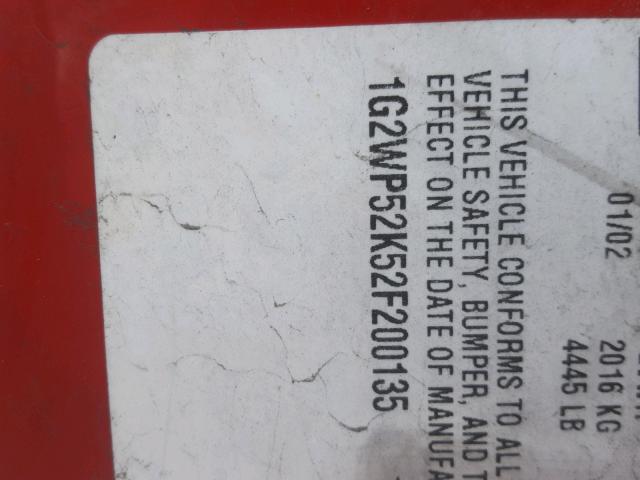 01/02 2016 KG
4445 LB
THIS VEHICLE CONFORMS TO ALL
VEHICLE SAFETY, BUMPER, AND T
EFFECT ON THE DATE OF MANUFA
1G2WP52K52F200135